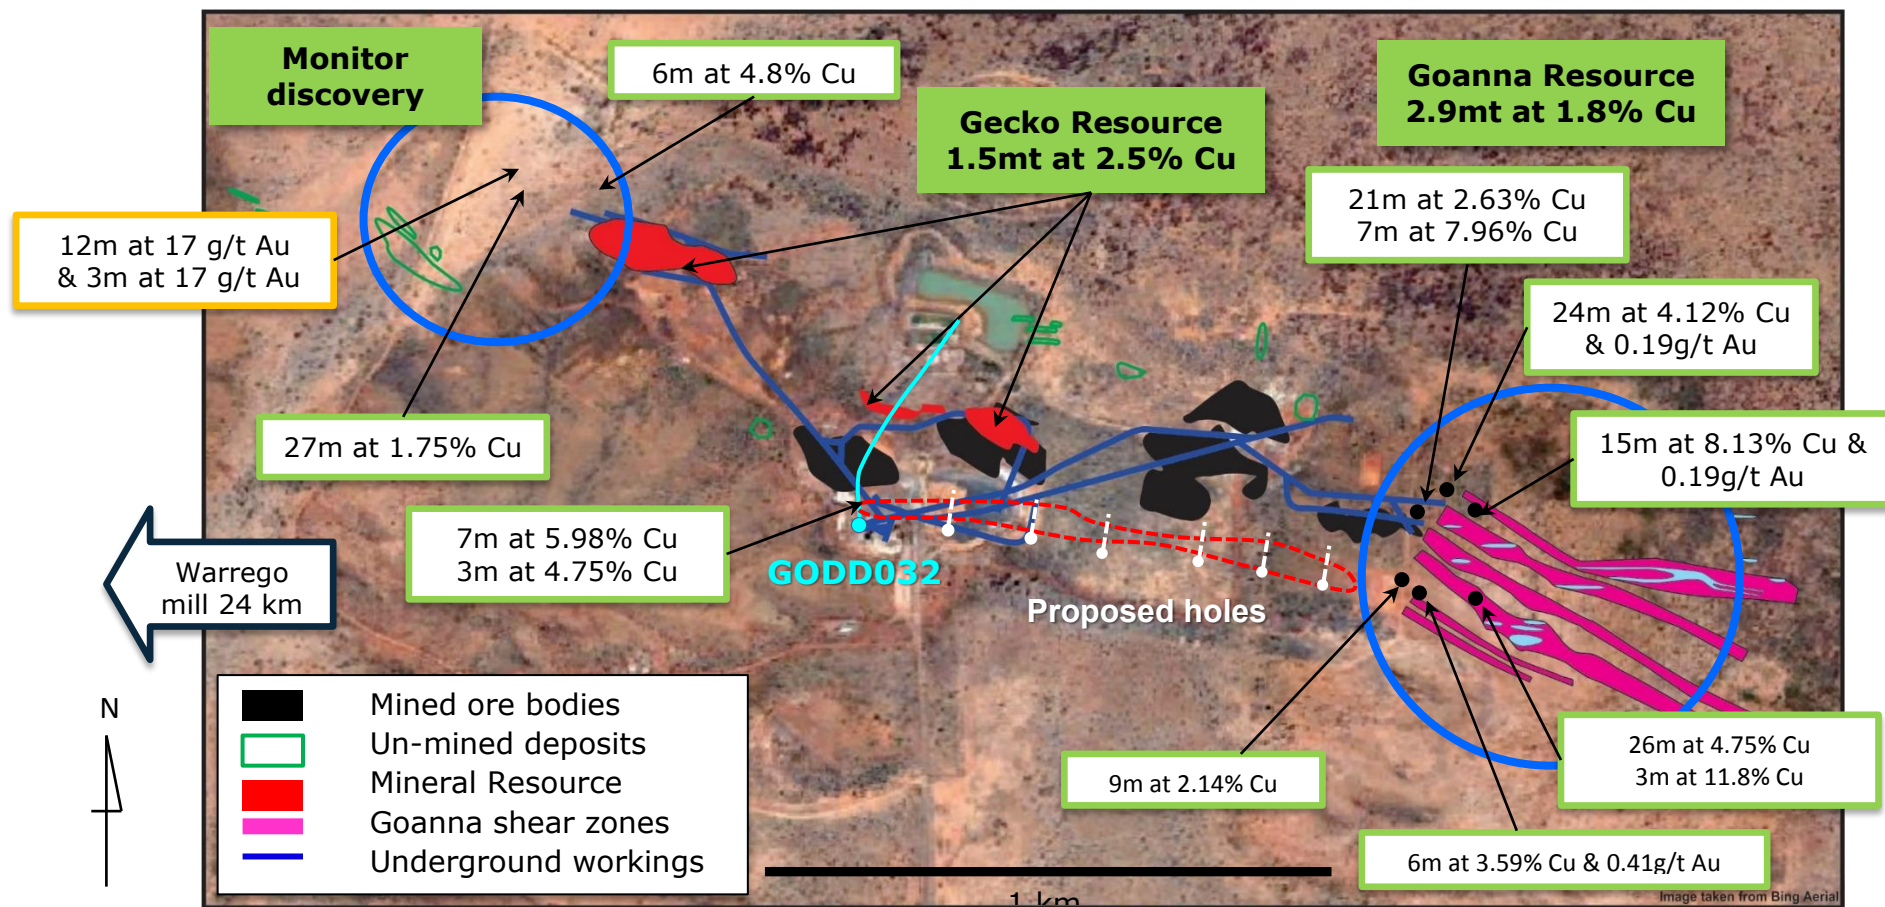 Monitor
discovery
6m at 4.8% Cu
Gecko Resource
1.5mt at 2.5% Cu
Goanna Resource
2.9mt at 1.8% Cu
21m at 2.63% Cu
7m at 7.96% Cu
12m at 17 g/t Au
& 3m at 17 g/t Au
24m at 4.12% Cu
& 0.19g/t Au
27m at 1.75% Cu
15m at 8.13% Cu &
0.19g/t Au
7m at 5.98% Cu
3m at 4.75% Cu
GODD032
Warrego
mill 24 km
Proposed holes
N
Mined ore bodies
Un-mined deposits
Mineral Resource
Goanna shear zones
Underground workings
9m at 2.14% Cu
26m at 4.75% Cu
3m at 11.8% Cu
6m at 3.59% Cu & 0.41g/t Au
1 km
Image taken from Bing Aerial